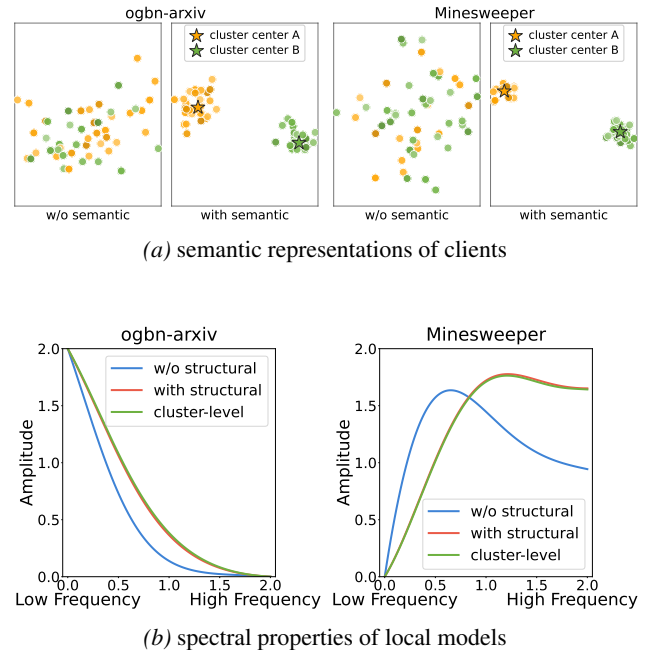 ogbn-arxiv
Minesweeper
cluster center A
cluster center B
cluster center A
cluster center B
w/o semantic
with semantic
w/o semantic
with semantic
(a) semantic representations of clients
ogbn-arxiv
2.0
1.5
1.0
0.5
0.0
Amplitude
w/o structural
with structural
cluster-level
0.0 0.5 1.0 1.5 2.0
Low Frequency High Frequency
Minesweeper
2.0
1.5
1.0
0.5
0.0
Amplitude
w/o structural
with structural
cluster-level
0.0 0.5 1.0 1.5 2.0
Low Frequency High Frequency
(b) spectral properties of local models